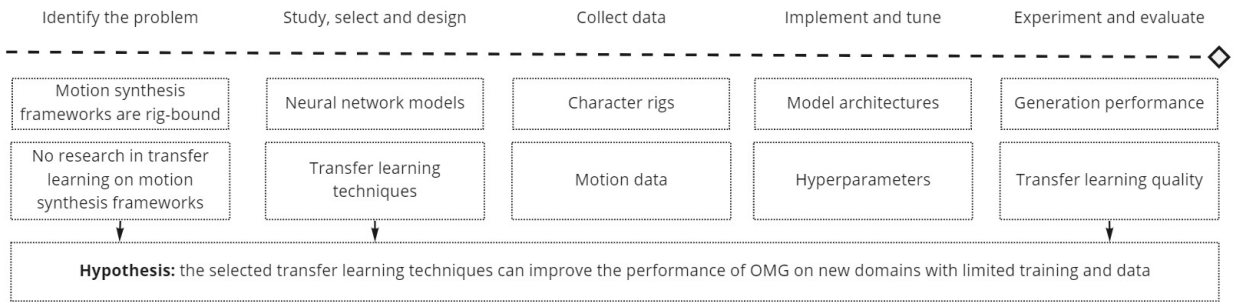 Identify the problem
Study, select and design
Collect data
Implement and tune
Experiment and evaluate
Motion synthesis
frameworks are rig-bound
Neural network models
Character rigs
Model architectures
Generation performance
No research in transfer
learning on motion
synthesis frameworks
Transfer learning
techniques
Motion data
Hyperparameters
Transfer learning quality
Hypothesis: the selected transfer learning techniques can improve the performance of OMG on new domains with limited training and data